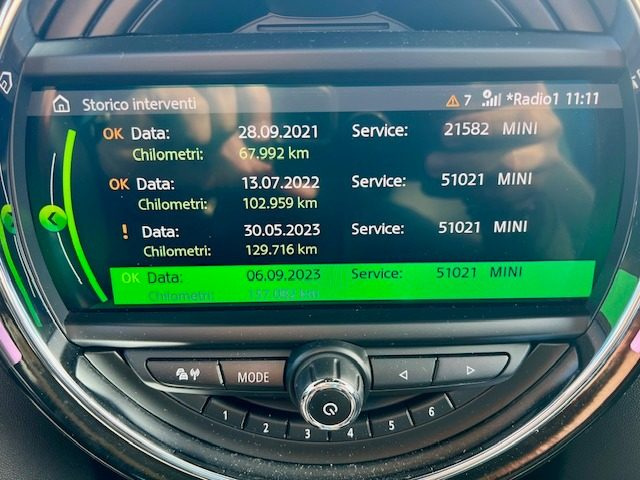 Storico interventi 7 *Radio1 11:11
OK Data: 28.09.2021 Service: 21582 MINI
Chilometri: 67.992 km
OK Data: 13.07.2022 Service: 51021 MINI
Chilometri: 102.959 km
! Data: 30.05.2023 Service: 51021 MINI
Chilometri: 129.716 km
OK Data: 06.09.2023 Service: 51021 MINI
Chilometri: km
MODE
1 2 3 4 5 6